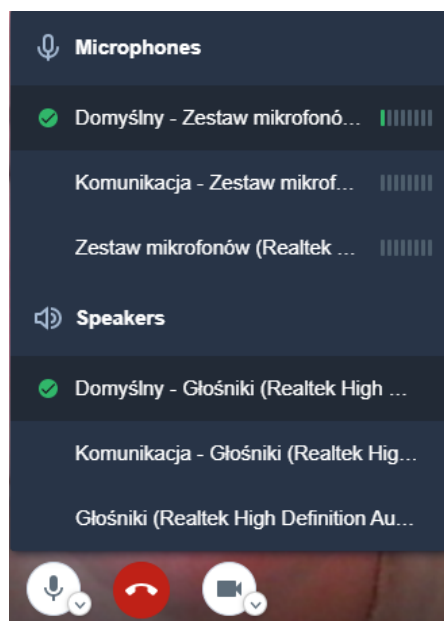 Microphones
Domyślny - Zestaw mikrofonó...
Komunikacja - Zestaw mikrof...
Zestaw mikrofonów (Realtek ...
Speakers
Domyślny - Głośniki (Realtek High ...
Komunikacja - Głośniki (Realtek Hig...
Głośniki (Realtek High Definition Au...